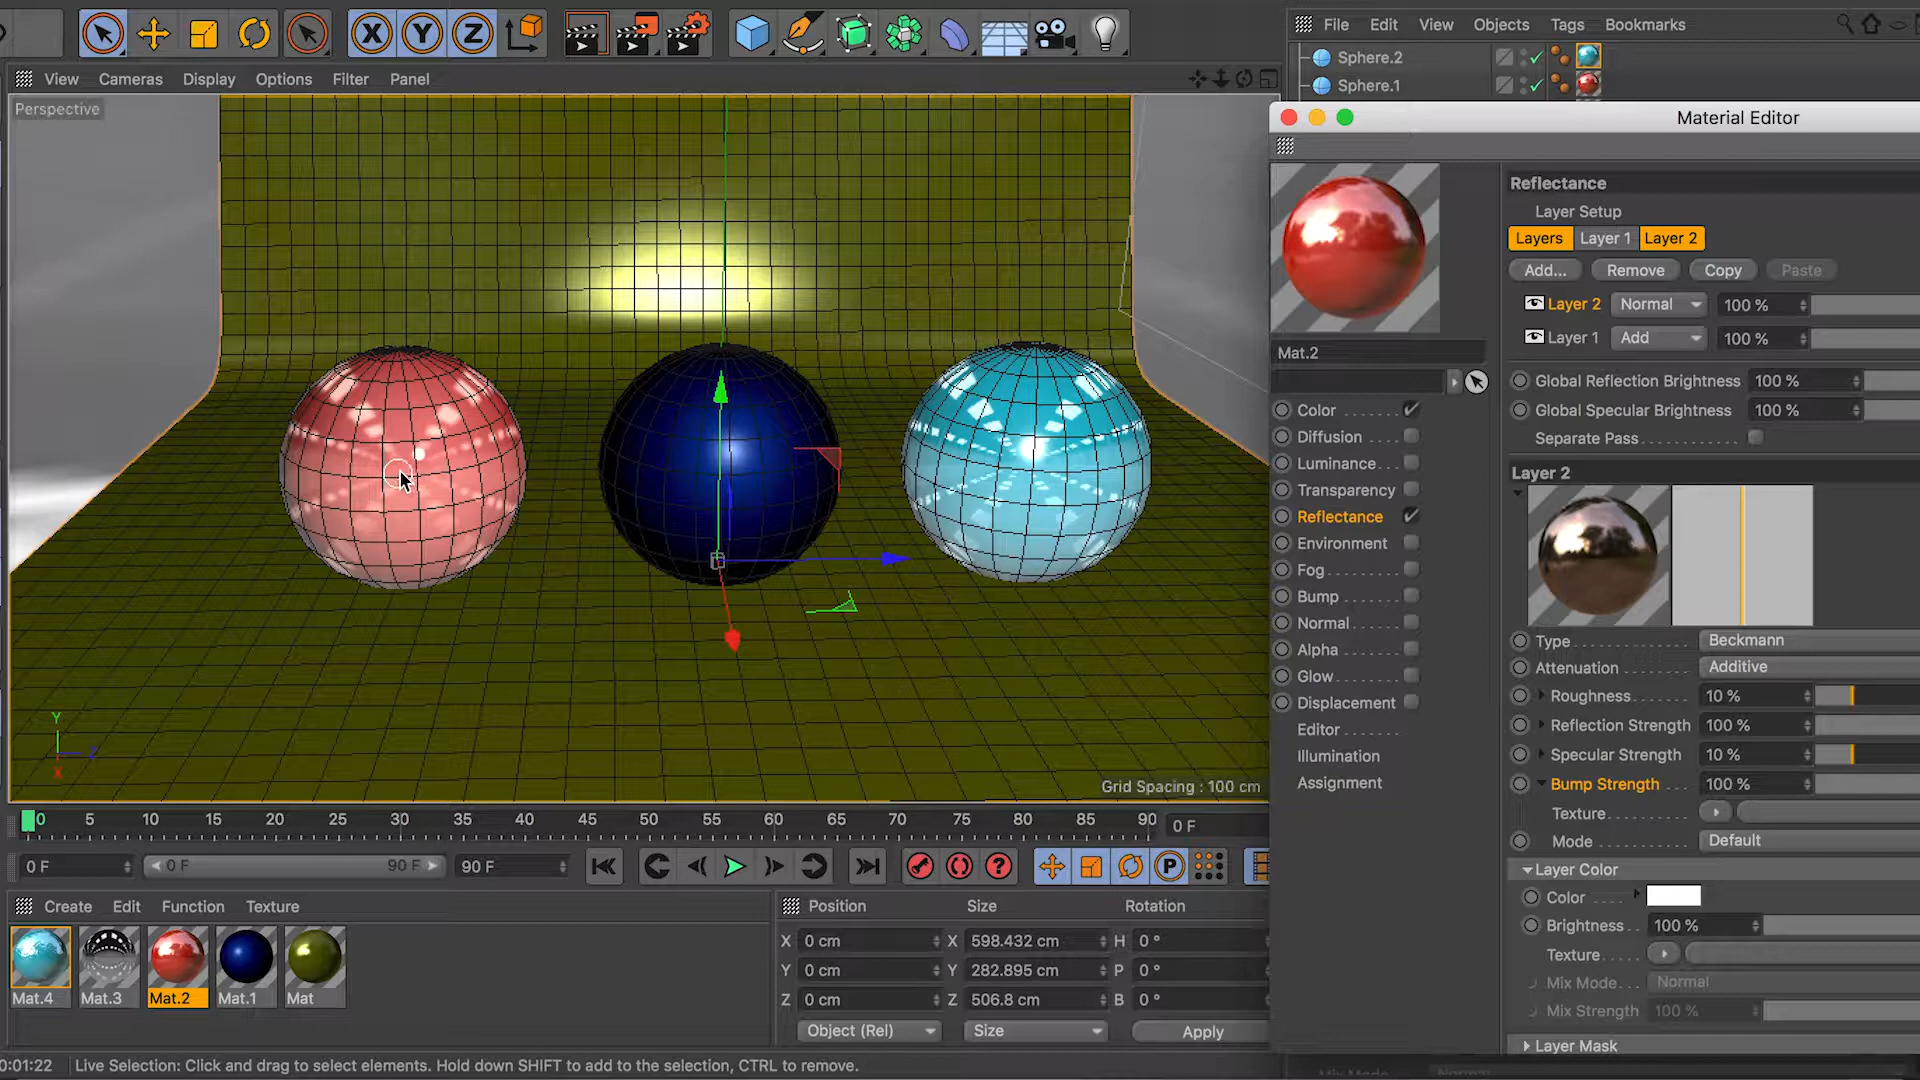 X Y Z
File Edit View Objects Tags Bookmarks
Sphere.2
Sphere.1
View Cameras Display Options Filter Panel
Perspective
Material Editor
Reflectance
Layer Setup
Layers Layer 1 Layer 2
Add... Remove Copy Paste
Layer 2 Normal 100 %
Layer 1 Add 100 %
Mat.2
Global Reflection Brightness 100 %
Global Specular Brightness 100 %
Separate Pass
Color
Diffusion
Luminance
Transparency
Reflectance
Environment
Fog
Bump
Normal
Alpha
Glow
Displacement
Editor
Illumination
Assignment
Layer 2
Type Beckmann
Attenuation Additive
Roughness 10 %
Reflection Strength 100 %
Specular Strength 10 %
Bump Strength 100 %
Texture
Mode Default
Layer Color
Color
Brightness 100 %
Texture
Mix Mode Normal
Mix Strength 100 %
Layer Mask
Y
Z
X
Grid Spacing : 100 cm
0 5 10 15 20 25 30 35 40 45 50 55 60 65 70 75 80 85 90 0 F
0 F 0 F 90 F 90 F ? P
Create Edit Function Texture
Mat.4 Mat.3 Mat.2 Mat.1 Mat
Position Size Rotation
X 0 cm X 598.432 cm H 0 °
Y 0 cm Y 282.895 cm P 0 °
Z 0 cm Z 506.8 cm B 0 °
Object (Rel) Size Apply
0:01:22 Live Selection: Click and drag to select elements. Hold down SHIFT to add to the selection, CTRL to remove.